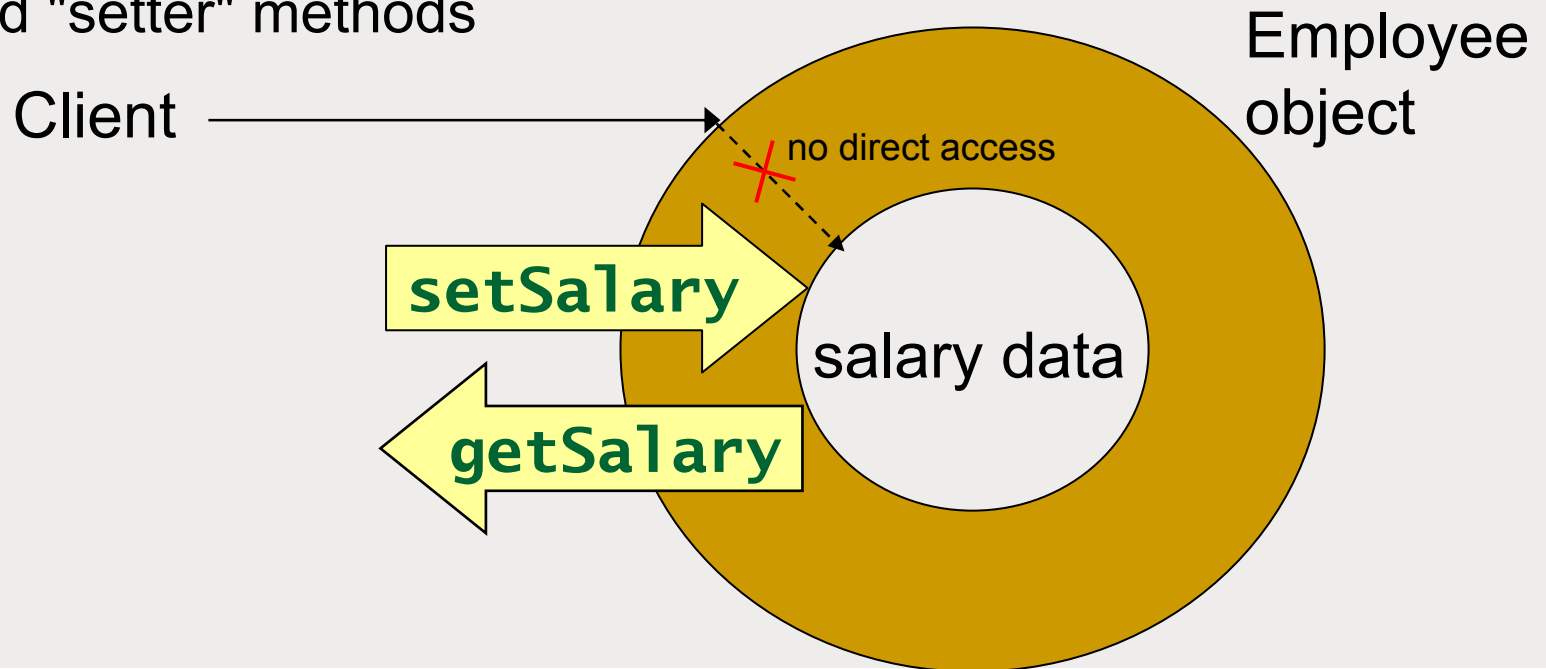 "setter" methods
Employee
object
Client
no direct access
setSalary
salary data
getSalary